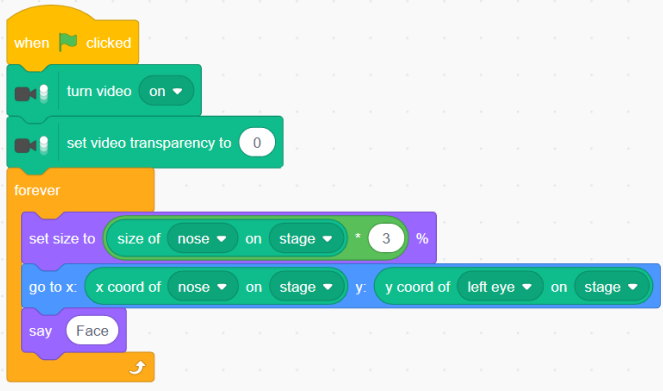 when clicked
turn video on
set video transparency to 0
forever
set size to size of nose on stage * 3 %
go to x: x coord of nose on stage y: y coord of left eye on stage
say Face